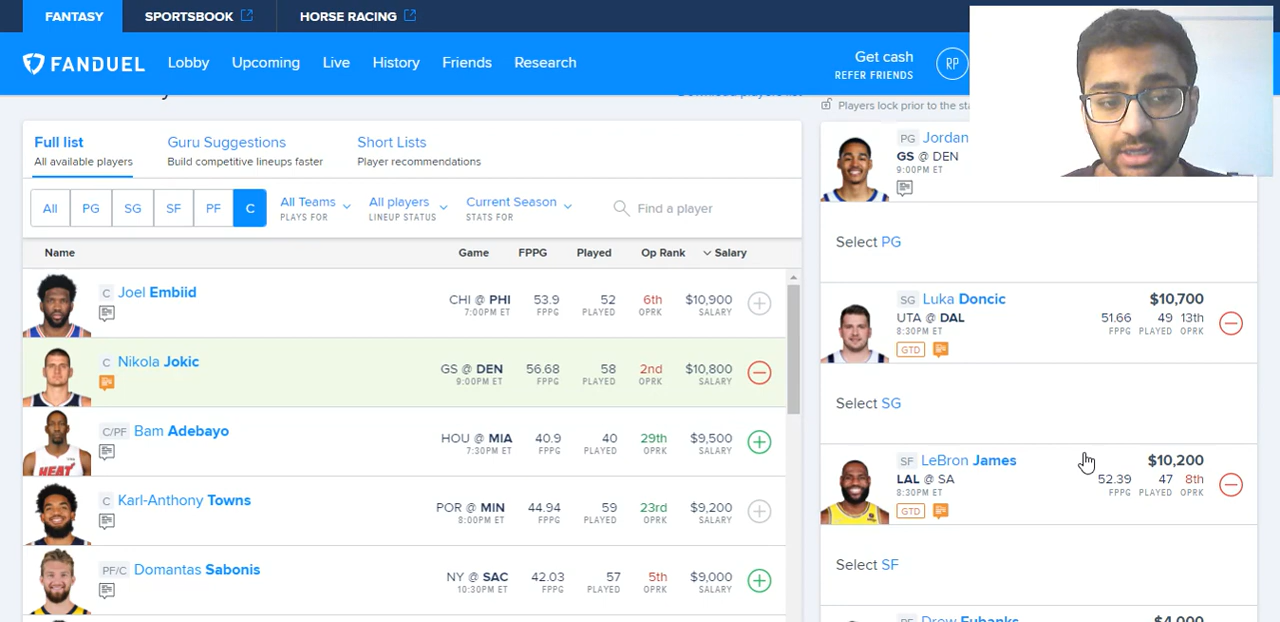 FANTASY SPORTSBOOK HORSE RACING
FANDUEL Lobby Upcoming Live History Friends Research Get cash RP
REFER FRIENDS
Players lock prior to the
Full list Guru Suggestions Short Lists
All available players Build competitive lineups faster Player recommendations
All PG SG SF PF C
All Teams All players Current Season Find a player
PLAYS FOR LINEUP STATUS STATS FOR
Name Game FPPG Played Op Rank Salary
C Joel Embiid CHI @ PHI 53.9 52 6th $10,900
7:00PM ET FPPG PLAYED OPRK SALARY
C Nikola Jokic GS @ DEN 56.68 58 2nd $10,800
9:00PM ET FPPG PLAYED OPRK SALARY
C/PF Bam Adebayo HOU @ MIA 40.9 40 29th $9,500
7:30PM ET FPPG PLAYED OPRK SALARY
C Karl-Anthony Towns POR @ MIN 44.94 59 23rd $9,200
8:00PM ET FPPG PLAYED OPRK SALARY
PF/C Domantas Sabonis NY @ SAC 42.03 57 5th $9,000
10:30PM ET FPPG PLAYED OPRK SALARY
PG Jordan
GS @ DEN
9:00PM ET
Select PG
SG Luka Doncic $10,700
UTA @ DAL 51.66 49 13th
8:30PM ET FPPG PLAYED OPRK
GTD
Select SG
SF LeBron James $10,200
LAL @ SA 52.39 47 8th
8:30PM ET FPPG PLAYED OPRK
GTD
Select SF
Drew Eubanks $4,000
HEAT